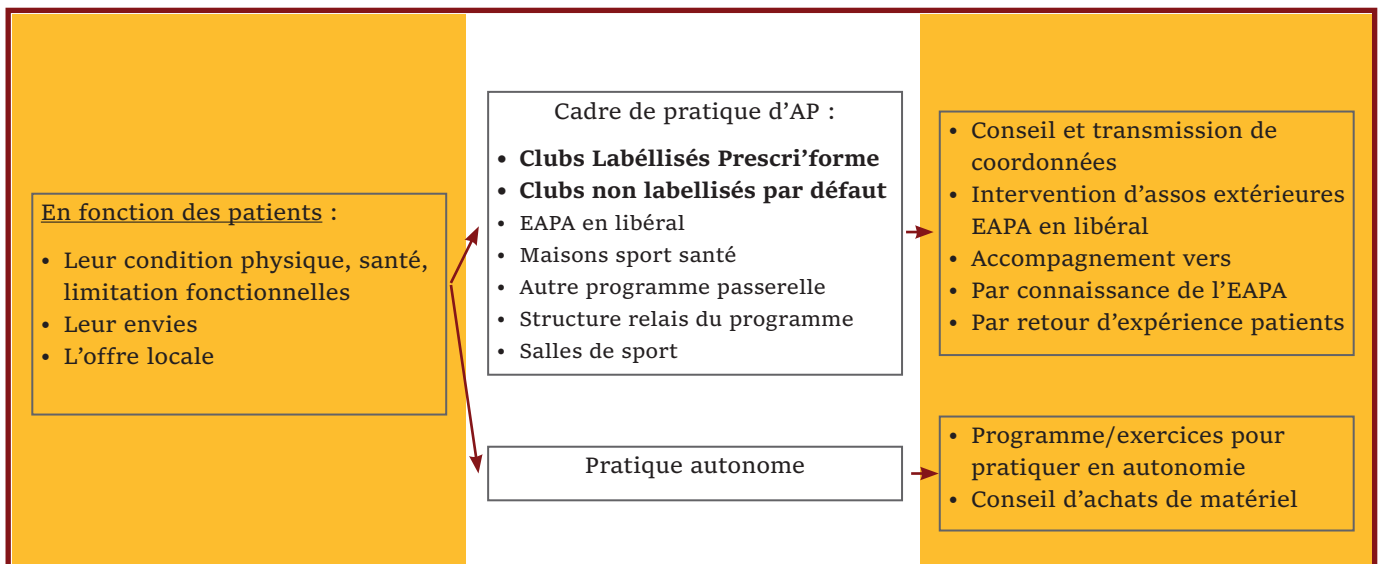 En fonction des patients :
• Leur condition physique, santé,
limitation fonctionnelles
• Leur envies
• L'offre locale
Cadre de pratique d'AP :
• Clubs Labéllisés Prescri'forme
• Clubs non labellisés par défaut
• EAPA en libéral
• Maisons sport santé
• Autre programme passerelle
• Structure relais du programme
• Salles de sport
Pratique autonome
• Conseil et transmission de
coordonnées
• Intervention d'assos extérieures
EAPA en libéral
• Accompagnement vers
• Par connaissance de l'EAPA
• Par retour d'expérience patients
• Programme/exercices pour
pratiquer en autonomie
• Conseil d'achats de matériel